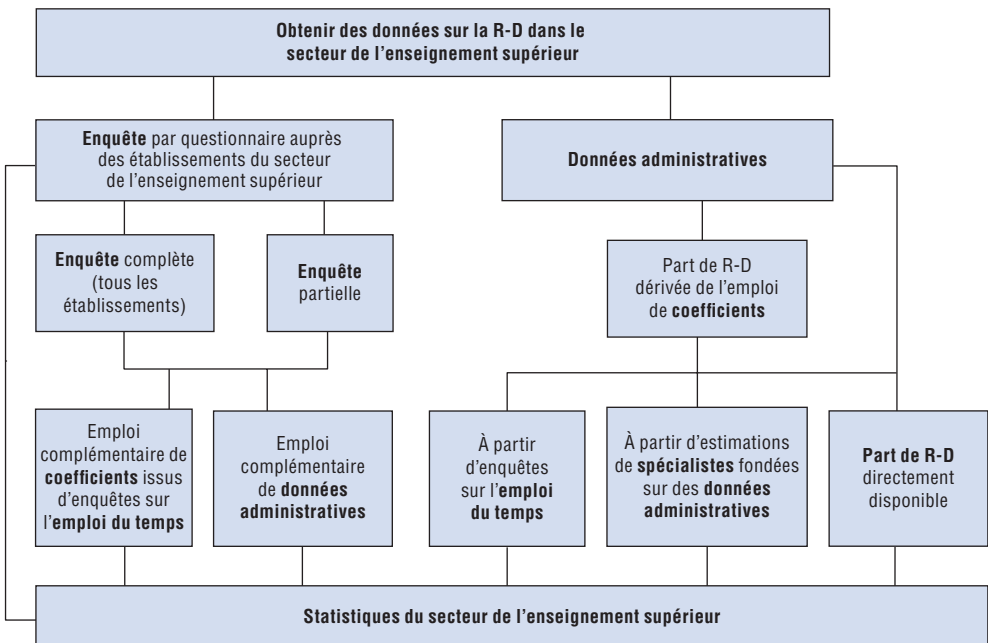 Obtenir des données sur la R-D dans le
secteur de l'enseignement supérieur
Enquête par questionnaire auprès
des établissements du secteur
de l'enseignement supérieur
Données administratives
Enquête complète
(tous les
établissements)
Enquête
partielle
Part de R-D
dérivée de l'emploi
de coefficients
Emploi
complémentaire de
coefficients issus
d'enquêtes sur
l'emploi du temps
Emploi
complémentaire
de données
administratives
À partir
d'enquêtes
sur l'emploi
du temps
À partir d'estimations
de spécialistes fondées
sur des données
administratives
Part de R-D
directement
disponible
Statistiques du secteur de l'enseignement supérieur